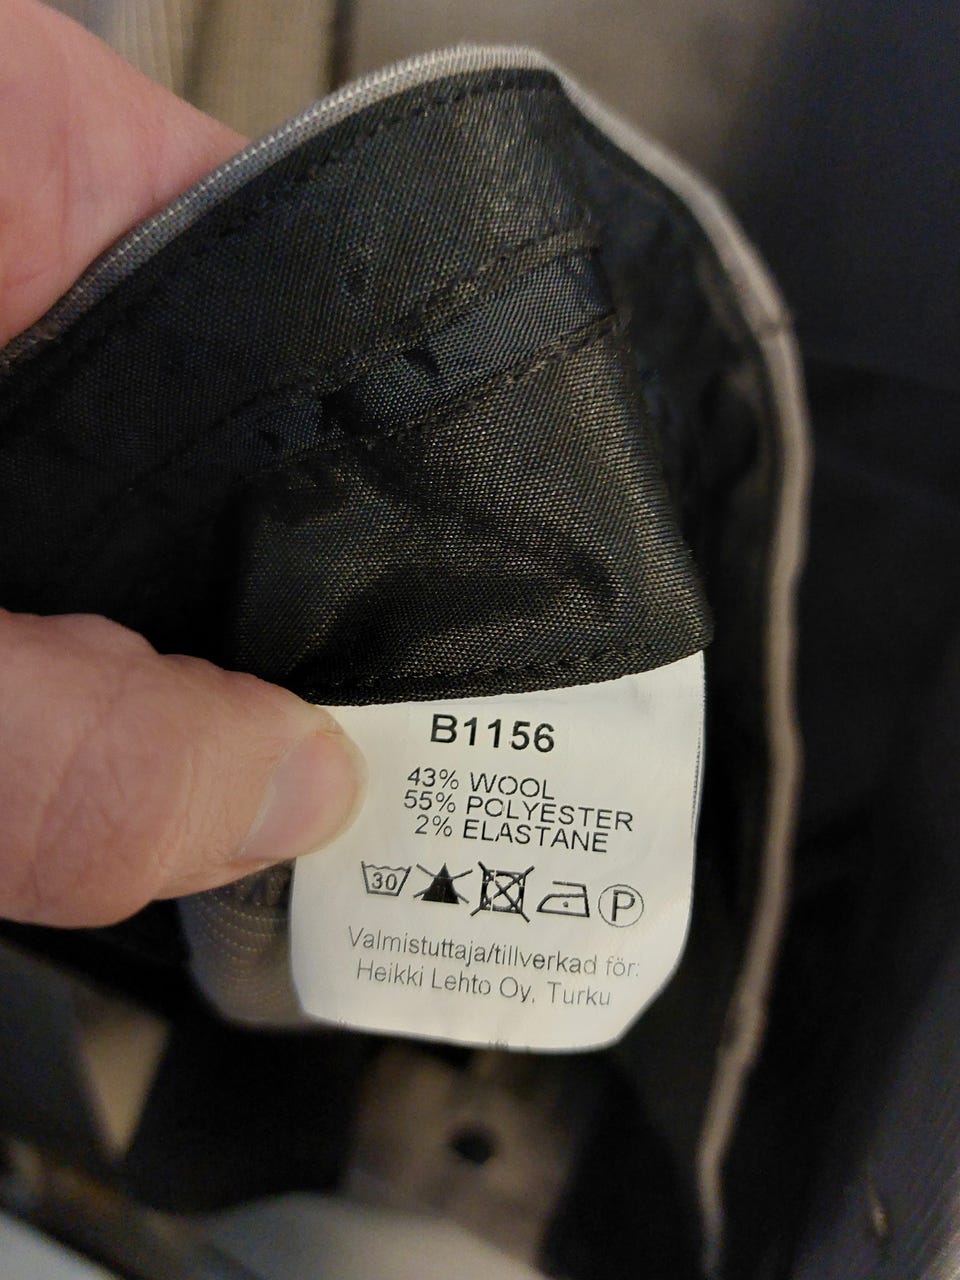 B1156
43% WOOL
55% POLYESTER
2% ELASTANE
30 P
Valmistuttaja/tillverkad för:
Heikki Lehto Oy, Turku